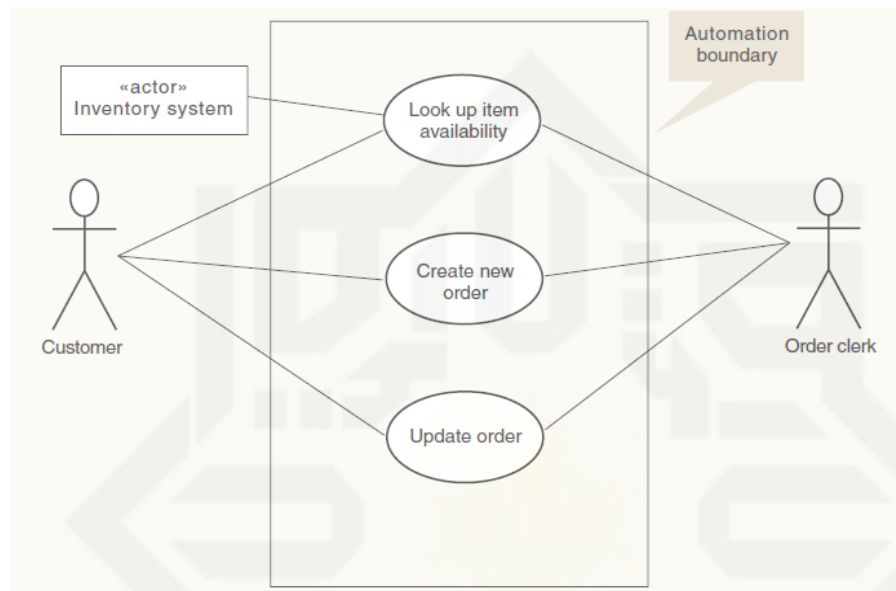 Automation
boundary
«actor»
Inventory system
Look up item
availability
Create new
order
Customer
Order clerk
Update order